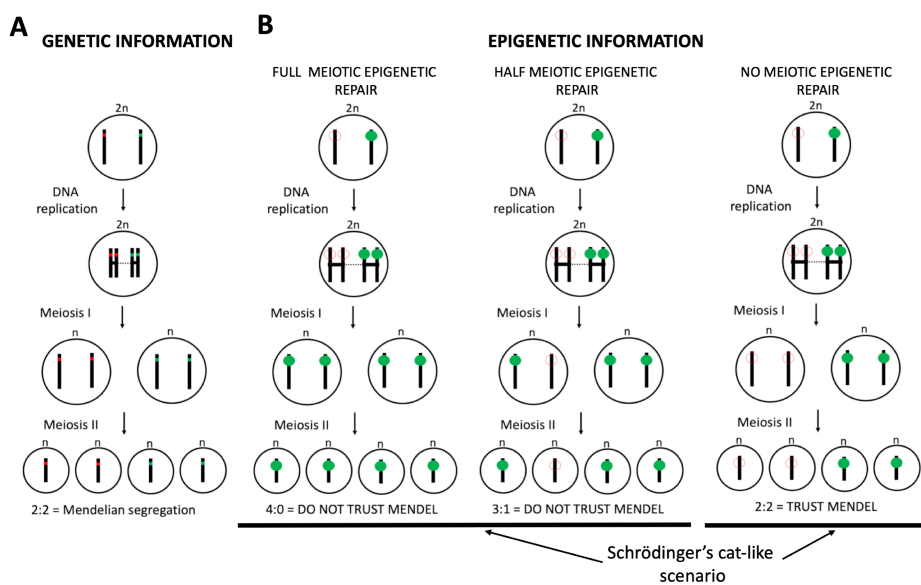 A
GENETIC INFORMATION
2n
DNA
replication
2n
Meiosis I
n
n
Meiosis II
n
n
n
n
2:2 = Mendelian segregation
B
EPIGENETIC INFORMATION
FULL MEIOTIC EPIGENETIC
REPAIR
2n
DNA
replication
2n
Meiosis I
n
n
Meiosis II
n
n
n
n
4:0 = DO NOT TRUST MENDEL
HALF MEIOTIC EPIGENETIC
REPAIR
2n
DNA
replication
2n
Meiosis I
n
n
Meiosis II
n
n
n
n
3:1 = DO NOT TRUST MENDEL
NO MEIOTIC EPIGENETIC
REPAIR
2n
DNA
replication
2n
Meiosis I
n
n
Meiosis II
n
n
n
n
2:2 = TRUST MENDEL
Schrödinger's cat-like
scenario